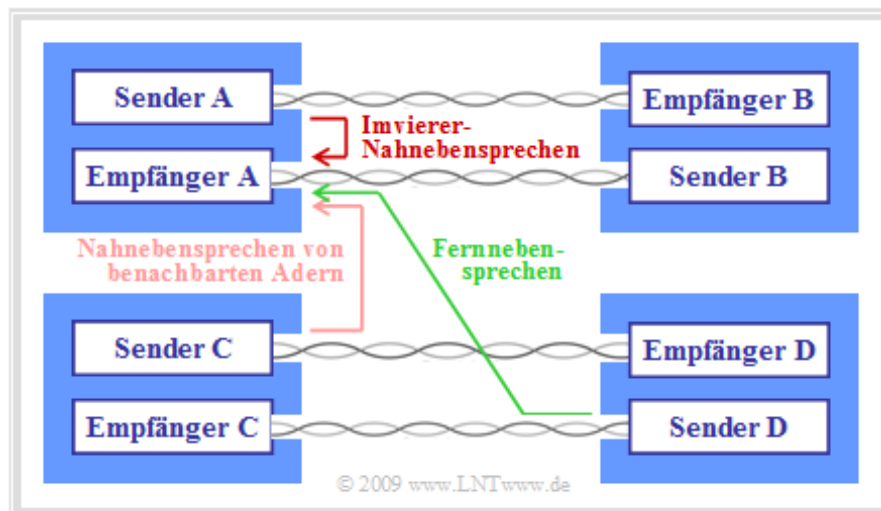 Sender A
Empfänger B
Imvierer-
Nahnebensprechen
Empfänger A
Sender B
Nahnebensprechen von
benachbarten Adern
Fernneben-
sprechen
Sender C
Empfänger D
Empfänger C
Sender D
© 2009 www.LNTwww.de